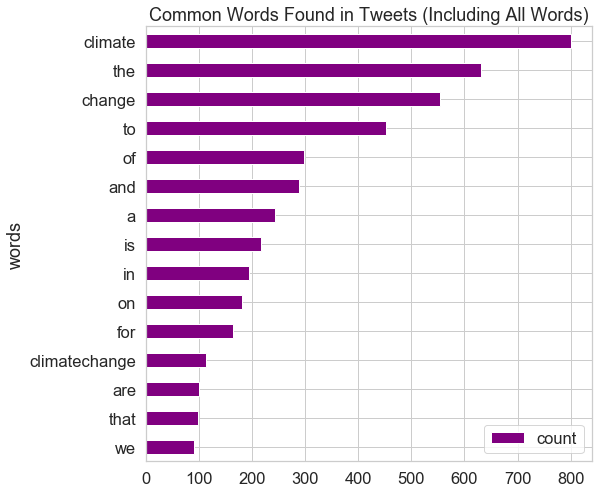 Common Words Found in Tweets (Including All Words)
climate
the
change
to
of
and
a
is
in
on
for
climatechange
are
that
we
words
count
0 100 200 300 400 500 600 700 800